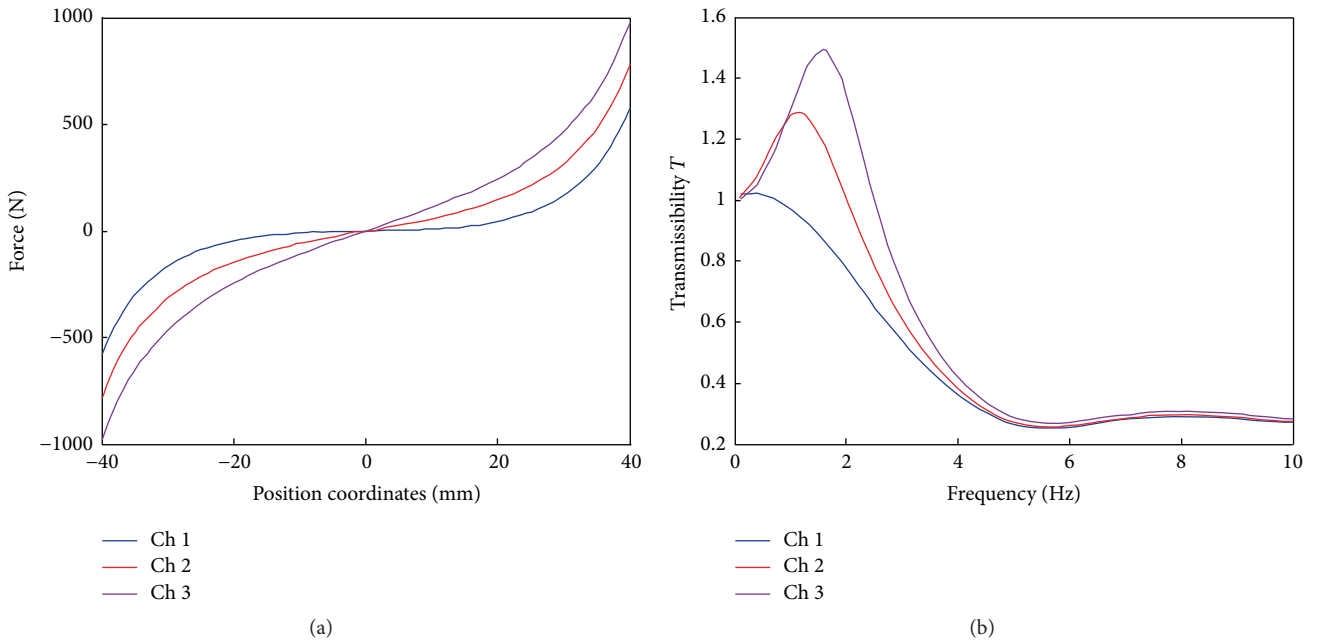 1000
500
0
−500
−1000
Force (N)
−40
−20
0
20
40
Position coordinates (mm)
Ch 1
Ch 2
Ch 3
(a)
1.6
1.4
1.2
1
0.8
0.6
0.4
0.2
Transmissibility T
0
2
4
6
8
10
Frequency (Hz)
Ch 1
Ch 2
Ch 3
(b)